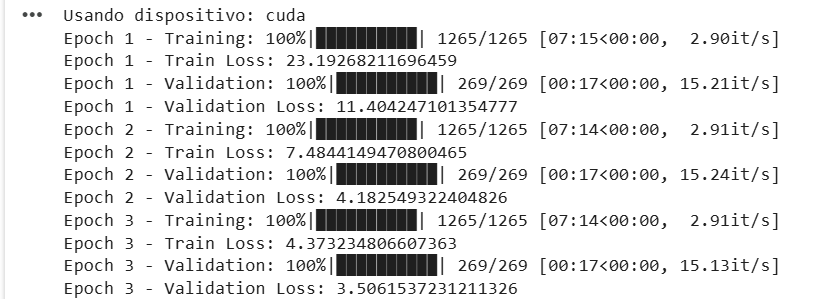 ••• Usando dispositivo: cuda
Epoch 1 - Training: 100%|██████████| 1265/1265 [07:15<00:00,  2.90it/s]
Epoch 1 - Train Loss: 23.19268211696459
Epoch 1 - Validation: 100%|██████████| 269/269 [00:17<00:00, 15.21it/s]
Epoch 1 - Validation Loss: 11.404247101354777
Epoch 2 - Training: 100%|██████████| 1265/1265 [07:14<00:00,  2.91it/s]
Epoch 2 - Train Loss: 7.4844149470800465
Epoch 2 - Validation: 100%|██████████| 269/269 [00:17<00:00, 15.24it/s]
Epoch 2 - Validation Loss: 4.182549322404826
Epoch 3 - Training: 100%|██████████| 1265/1265 [07:14<00:00,  2.91it/s]
Epoch 3 - Train Loss: 4.373234806607363
Epoch 3 - Validation: 100%|██████████| 269/269 [00:17<00:00, 15.13it/s]
Epoch 3 - Validation Loss: 3.5061537231211326